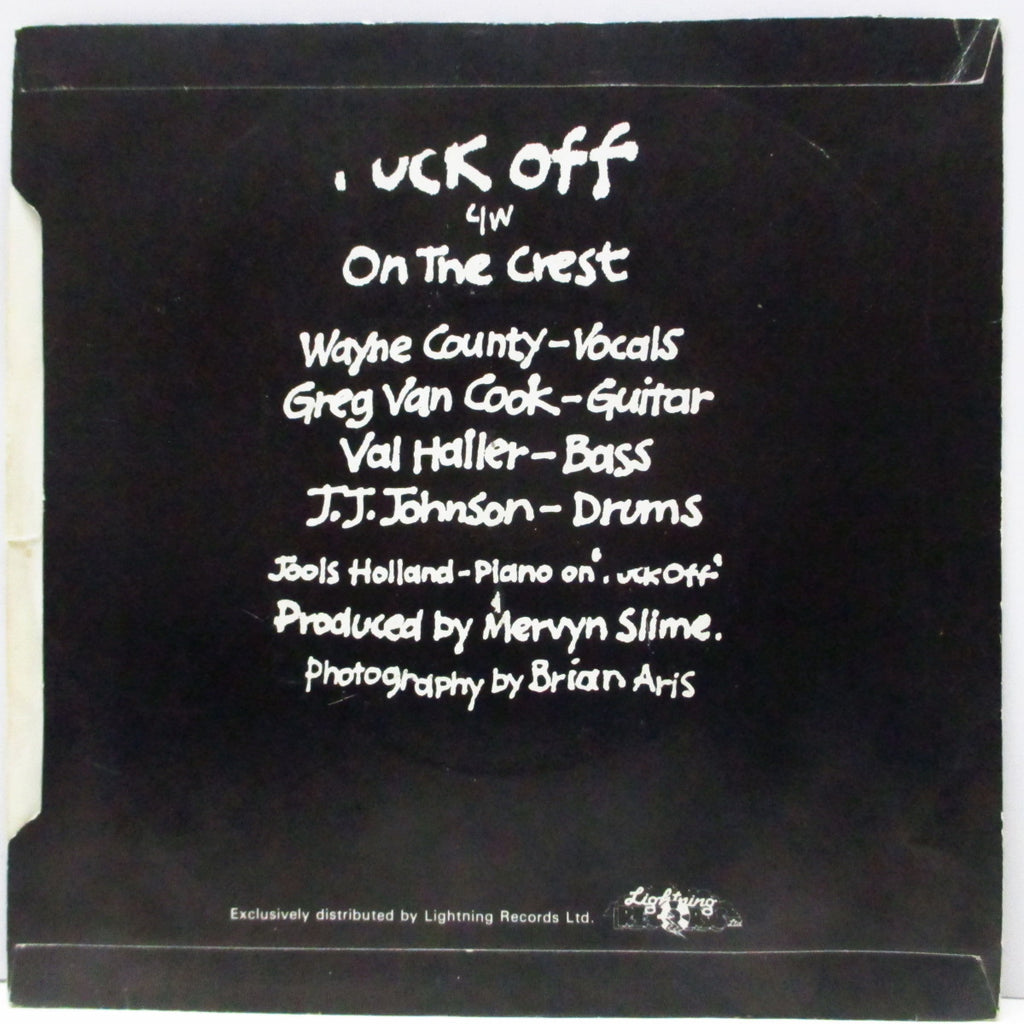 . uck Off
c/w
On The Crest
Wayne County - Vocals
Greg Van Cook - Guitar
Val Haller - Bass
J.J. Johnson - Drums
Jools Holland - Piano on '. uck Off'
Produced by Mervyn Slime.
Photography by Brian Aris
Exclusively distributed by Lightning Records Ltd.
Lightning
RECORDS Ltd